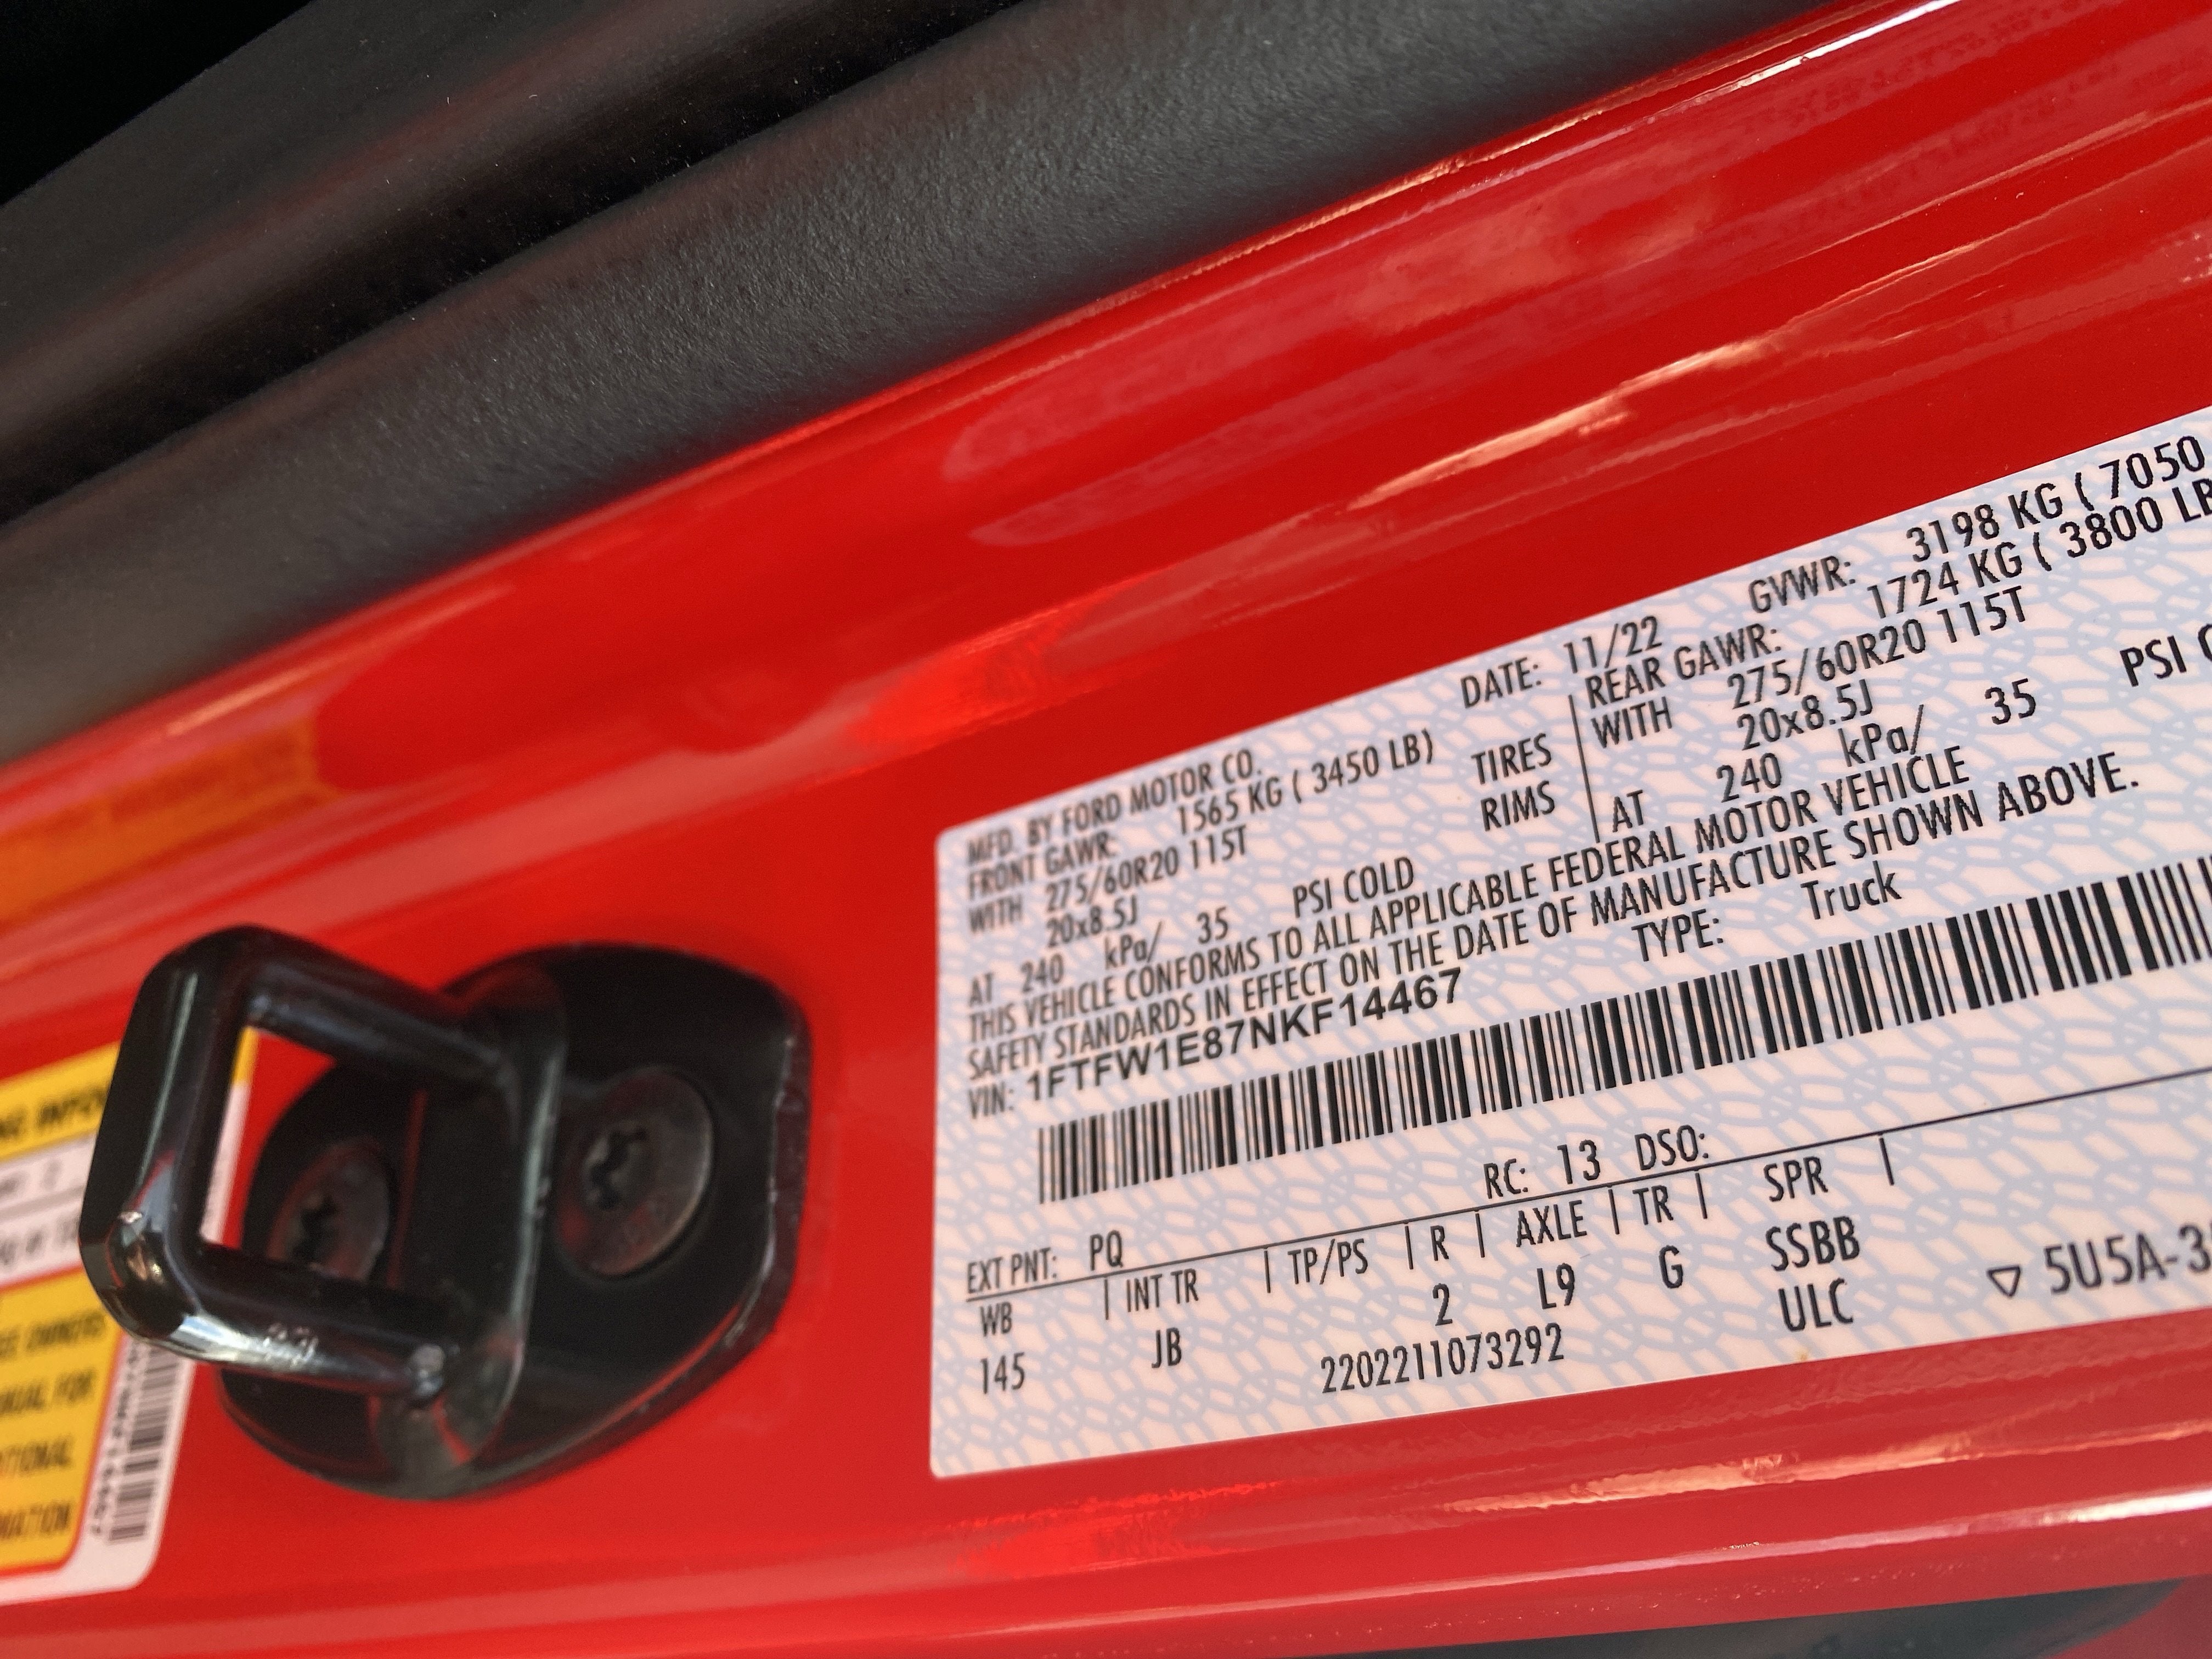 MFD. BY FORD MOTOR CO. DATE: 11/22 GVWR: 3198 KG ( 7050
FRONT GAWR: 1565 KG ( 3450 LB) REAR GAWR: 1724 KG ( 3800 LB
WITH 275/60R20 115T TIRES WITH 275/60R20 115T
20x8.5J RIMS 20x8.5J
AT 240 kPa/ 35 PSI COLD AT 240 kPa/ 35 PSI
THIS VEHICLE CONFORMS TO ALL APPLICABLE FEDERAL MOTOR VEHICLE
SAFETY STANDARDS IN EFFECT ON THE DATE OF MANUFACTURE SHOWN ABOVE.
VIN: 1FTFW1E87NKF14467 TYPE: Truck
EXT PNT: PQ RC: 13 DSO:
WB | INT TR | TP/PS | R | AXLE | TR | SPR |
145 JB 2 L9 G SSBB
2202211073292 ULC
5U5A-3
OWNERS
MANUAL FOR